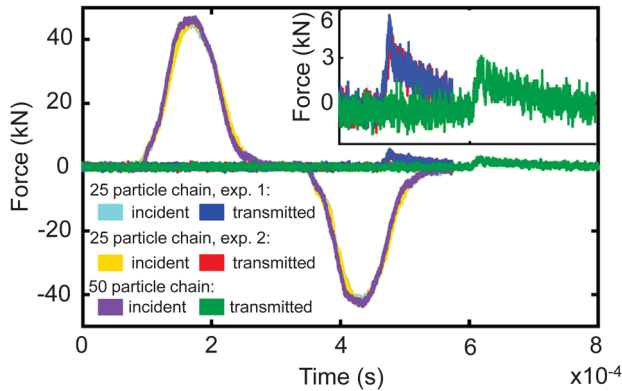 40
20
0
-20
-40
Force (kN)
6
3
0
Force (kN)
25 particle chain, exp. 1:
incident transmitted
25 particle chain, exp. 2:
incident transmitted
50 particle chain:
incident transmitted
0 2 4 6 8
Time (s) x10⁻⁴